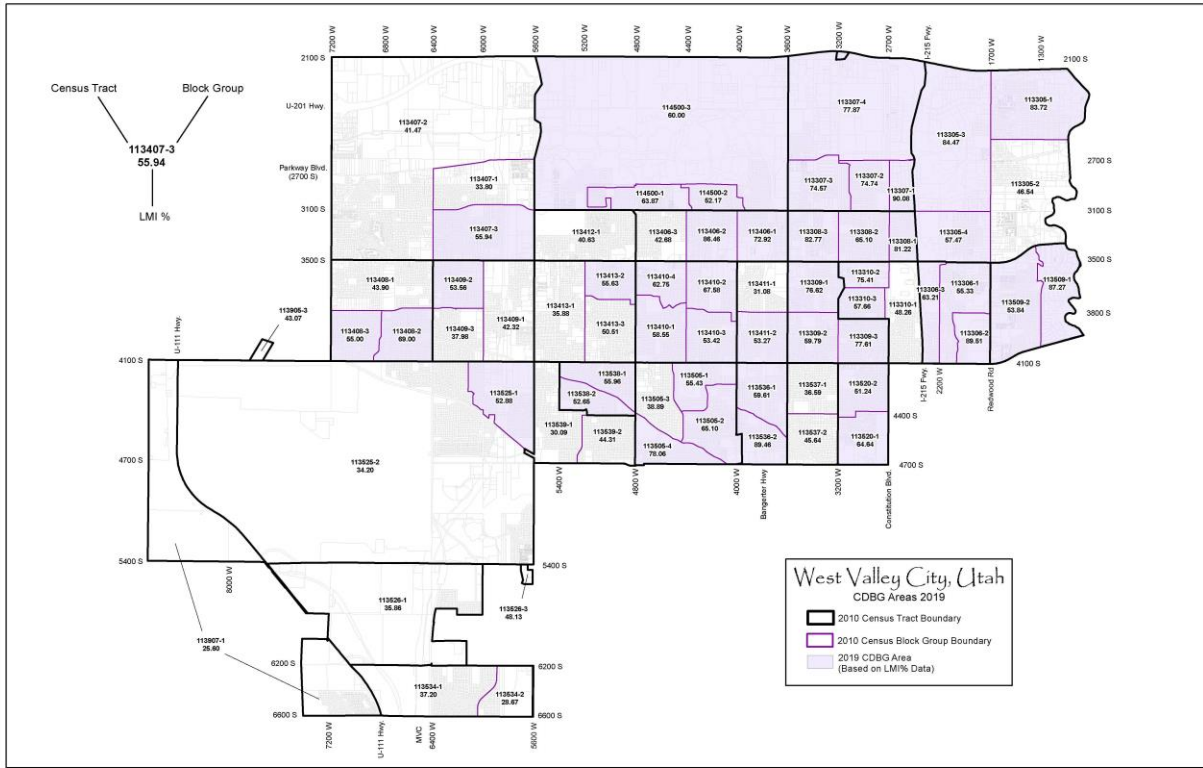 7200 W
6800 W
6400 W
6000 W
5600 W
5200 W
4800 W
4400 W
4000 W
3600 W
3200 W
2700 W
I-215 Fwy.
1700 W
1300 W
2100 S
2100 S
Census Tract
Block Group
113407-3
55.94
LMI %
U-201 Hwy.
Parkway Blvd.
(2700 S)
3100 S
3500 S
2700 S
3100 S
3500 S
3800 S
4100 S
113407-2
41.47
114500-3
60.00
113307-4
77.87
113305-3
84.47
113305-1
83.72
113407-1
33.80
114500-1
63.87
114500-2
52.17
113307-3
74.57
113307-2
74.74
113307-1
90.08
113305-2
46.54
113407-3
55.94
113412-1
40.63
113406-3
42.68
113406-2
86.46
113406-1
72.92
113308-3
82.77
113308-2
65.10
113308-1
81.22
113305-4
57.47
113408-1
43.90
113409-2
53.56
113413-2
55.63
113410-4
62.75
113410-2
67.58
113411-1
31.08
113309-1
76.62
113310-2
75.41
113310-3
57.66
113310-1
48.26
113306-3
63.21
113306-1
55.33
113509-2
53.84
113509-1
87.27
113905-3
43.07
113408-3
55.00
113408-2
69.00
113409-3
37.98
113409-1
42.32
113413-1
35.88
113413-3
50.51
113410-1
58.55
113410-3
53.42
113411-2
53.27
113309-2
59.79
113309-3
77.61
113306-2
89.51
U-111 Hwy.
4100 S
113525-1
52.88
113538-1
55.96
113538-2
52.65
113505-3
38.89
113505-1
55.43
113536-1
59.61
113537-1
36.59
113520-2
51.24
I-215 Fwy.
2200 W
Redwood Rd
4400 S
113539-1
30.09
113539-2
44.31
113505-4
78.06
113505-2
65.10
113536-2
89.46
113537-2
45.64
113520-1
64.64
4700 S
4700 S
113525-2
34.20
5400 W
4800 W
4000 W
Bangerter Hwy
3200 W
Constitution Blvd.
5400 S
5400 S
8000 W
113526-1
35.86
113526-3
48.13
113907-1
25.60
6200 S
6200 S
113534-1
37.20
113534-2
28.67
6600 S
6600 S
7200 W
U-111 Hwy.
MVC
6400 W
5600 W
West Valley City, Utah
CDBG Areas 2019
2010 Census Tract Boundary
2010 Census Block Group Boundary
2019 CDBG Area
(Based on LMI% Data)